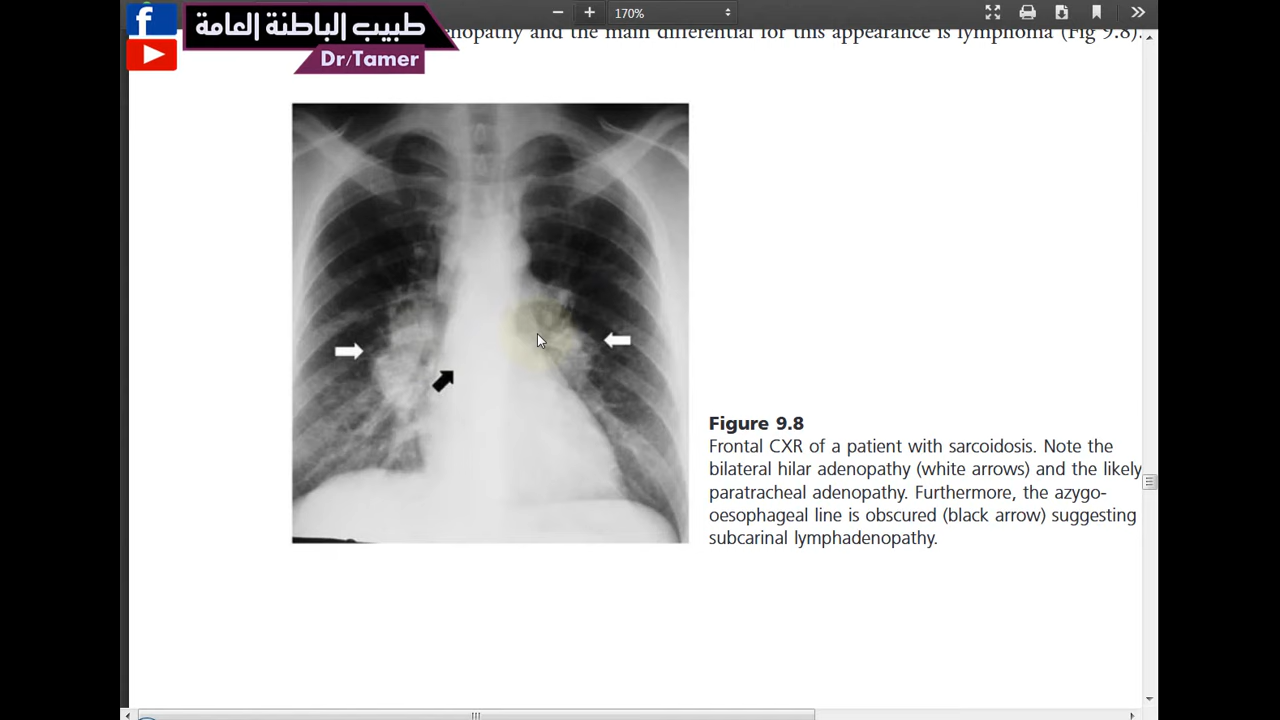 170%
f
طبيب الباطنة العامة
Dr/Tamer
enopathy and the main differential for this appearance is lymphoma (Fig 9.8).
Figure 9.8
Frontal CXR of a patient with sarcoidosis. Note the
bilateral hilar adenopathy (white arrows) and the likely
paratracheal adenopathy. Furthermore, the azygo-
oesophageal line is obscured (black arrow) suggesting
subcarinal lymphadenopathy.